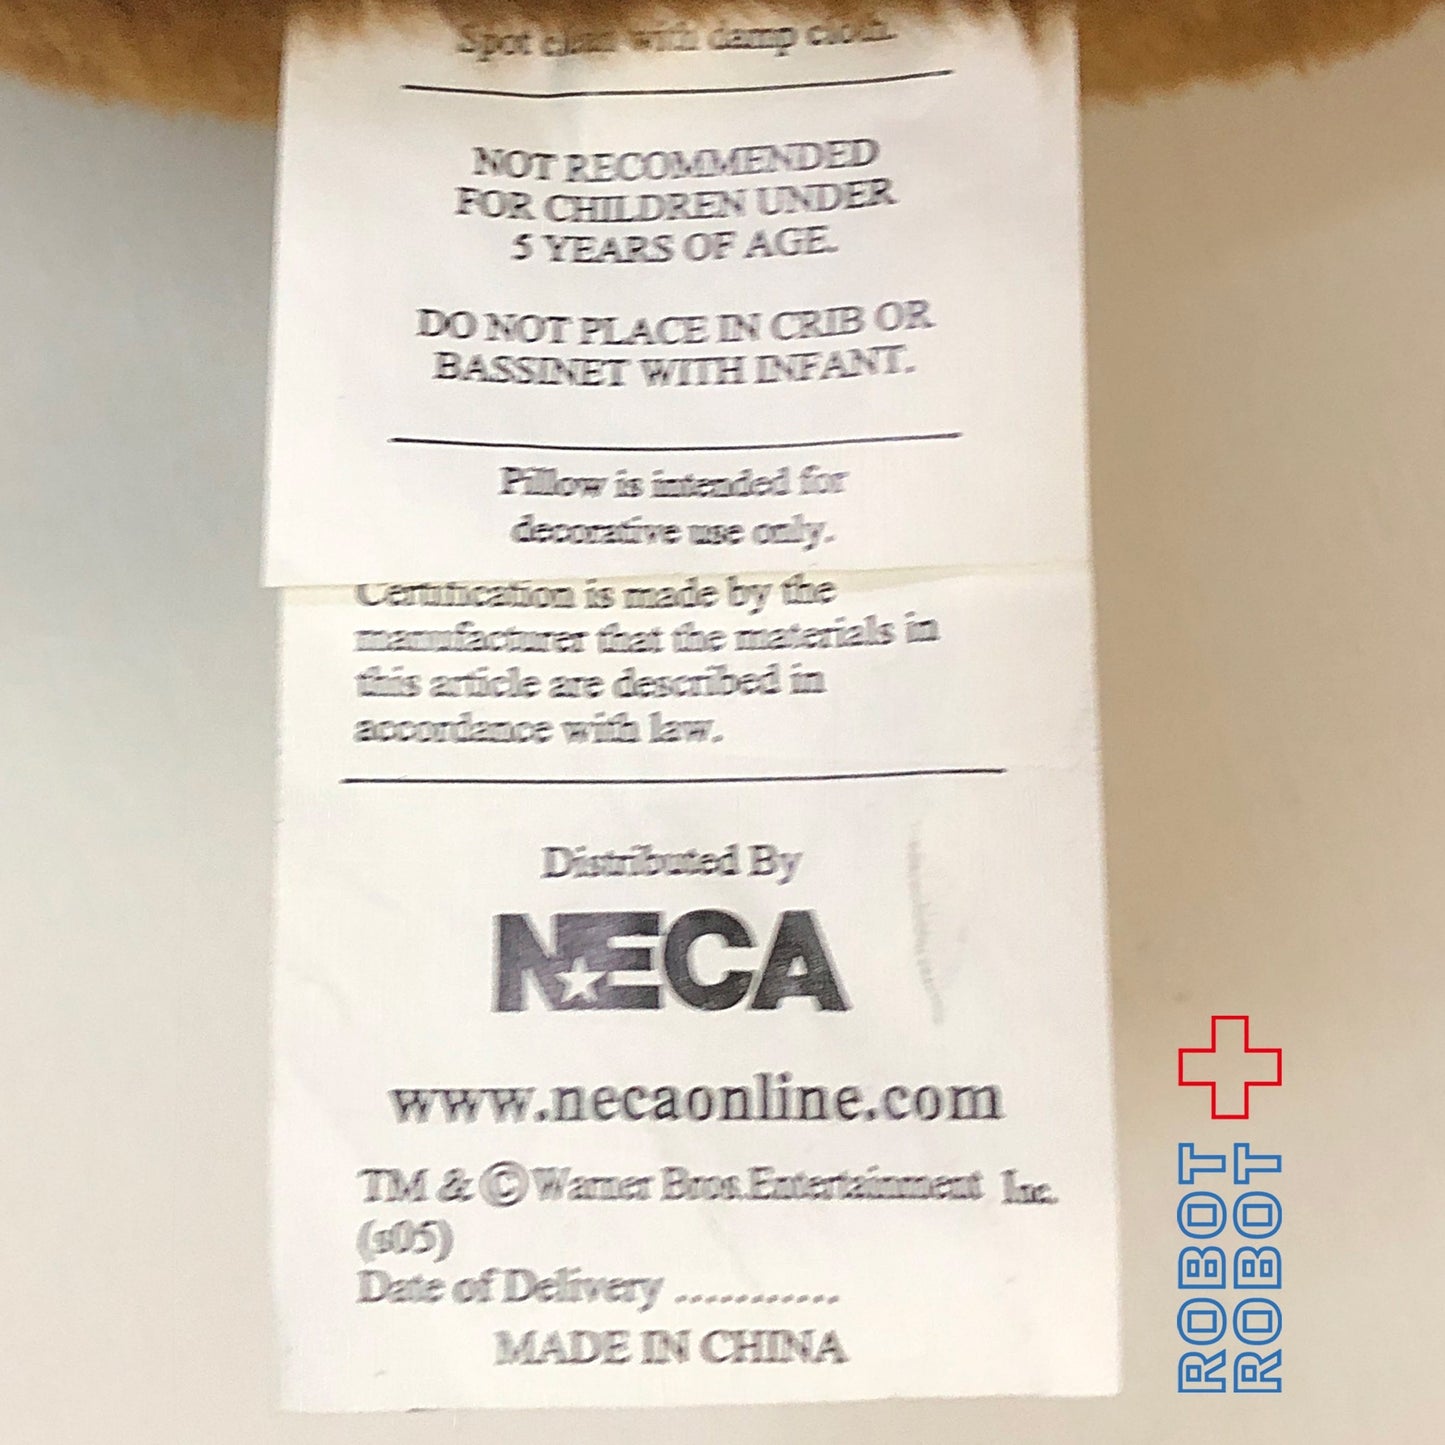 Spot clean with damp cloth.
NOT RECOMMENDED
FOR CHILDREN UNDER
5 YEARS OF AGE.
DO NOT PLACE IN CRIB OR
BASSINET WITH INFANT.
Pillow is intended for
decorative use only.
Certification is made by the
manufacturer that the materials in
this article are described in
accordance with law.
Distributed By
NECA
www.necaonline.com
TM & © Warner Bros.Entertainment Inc.
(s05)
Date of Delivery ...........
MADE IN CHINA
ROBOT
ROBOT